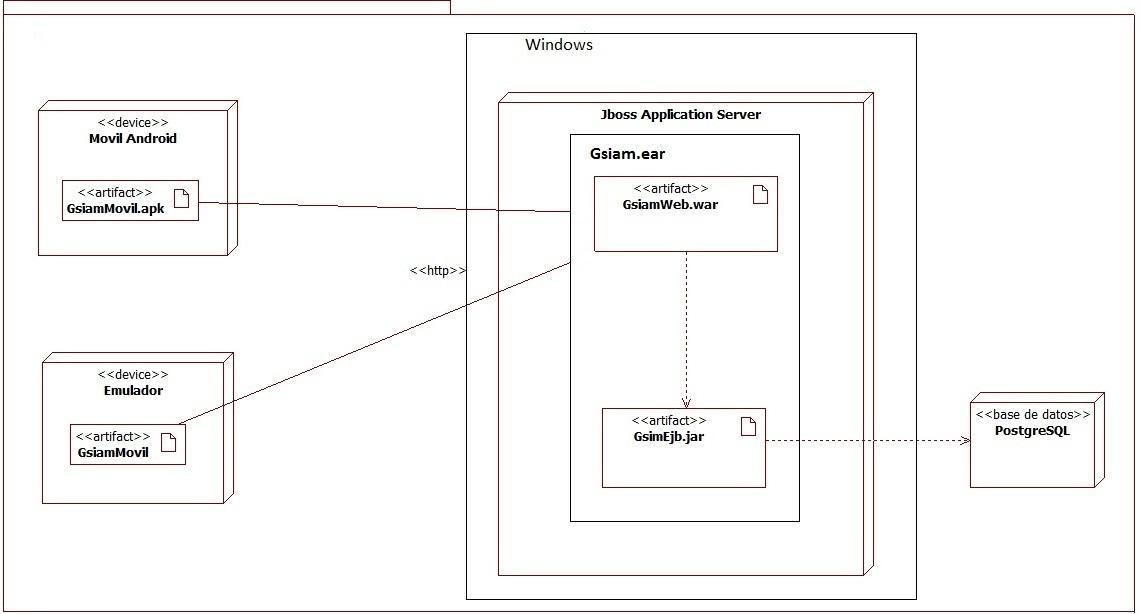 Windows
<<device>>
Movil Android
<<artifact>>
GsiamMovil.apk
Jboss Application Server
Gsiam.ear
<<artifact>>
GsiamWeb.war
<<http>>
<<device>>
Emulador
<<artifact>>
GsiamMovil
<<artifact>>
GsimEjb.jar
<<base de datos>>
PostgreSQL